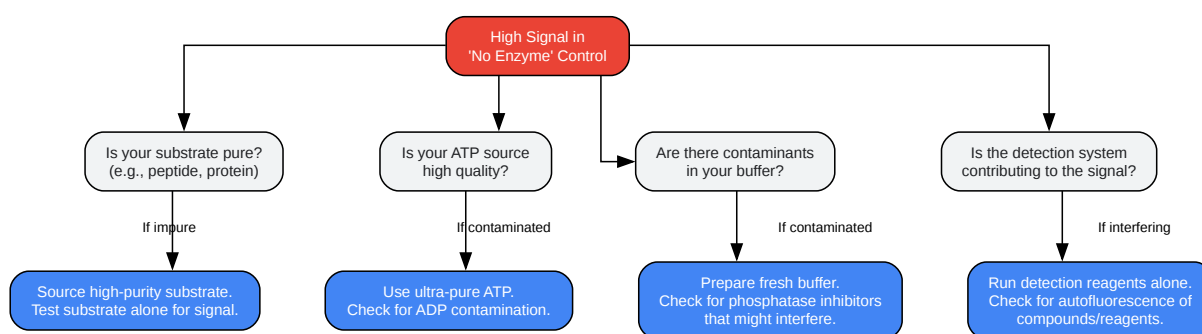 High Signal in
'No Enzyme' Control
Is your substrate pure?
(e.g., peptide, protein)
Is your ATP source
high quality?
Are there contaminants
in your buffer?
Is the detection system
contributing to the signal?
If impure
If contaminated
If contaminated
If interfering
Source high-purity substrate.
Test substrate alone for signal.
Use ultra-pure ATP.
Check for ADP contamination.
Prepare fresh buffer.
Check for phosphatase inhibitors
that might interfere.
Run detection reagents alone.
Check for autofluorescence of
compounds/reagents.